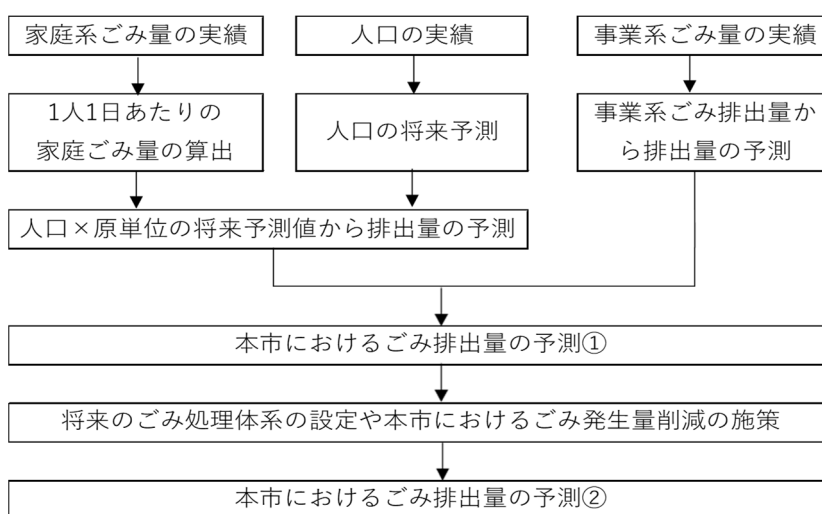 家庭系ごみ量の実績
人口の実績
事業系ごみ量の実績
1人1日あたりの
家庭ごみ量の算出
人口の将来予測
事業系ごみ排出量か
ら排出量の予測
人口×原単位の将来予測値から排出量の予測
本市におけるごみ排出量の予測①
将来のごみ処理体系の設定や本市におけるごみ発生量削減の施策
本市におけるごみ排出量の予測②